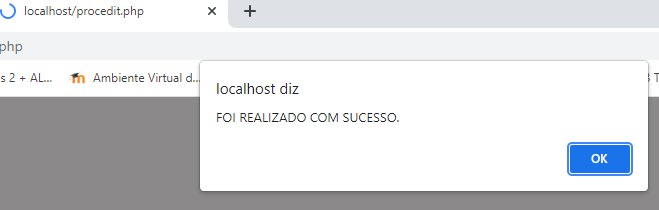 localhost/procedit.php
php
s 2 + AL...
Ambiente Virtual d...
localhost diz
FOI REALIZADO COM SUCESSO.
OK